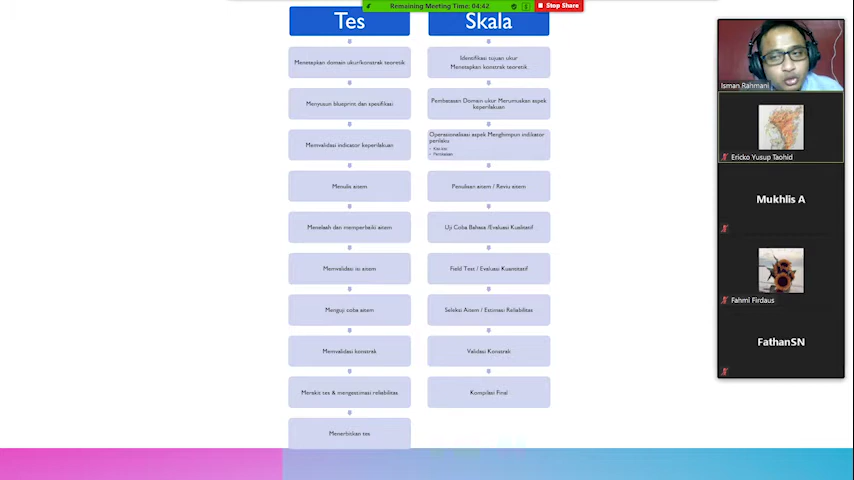 Remaining Meeting Time: 04:42
Stop Share
Tes
Menetapkan domain ukur/konstrak teoretik
Menyusun blueprint dan spesifikasi
Memvalidasi indikator keperilakuan
Menulis aitem
Menelaah dan memperbaiki aitem
Memvalidasi isi aitem
Menguji coba aitem
Memvalidasi konstrak
Merakit tes & mengestimasi reliabilitas
Menerbitkan tes
Skala
Identifikasi tujuan ukur
Menetapkan konstrak teoretik
Pembatasan Domain ukur Merumuskan aspek
keperilakuan
Operasionalisasi aspek Menghimpun indikator
perilaku
Penulisan aitem / Reviu aitem
Uji Coba Bahasa /Evaluasi Kualitatif
Field Test / Evaluasi Kuantitatif
Seleksi Aitem / Estimasi Reliabilitas
Validasi Konstrak
Kompilasi Final
Isman Rahmani
Ericko Yusup Taohid
Mukhlis A
Fahmi Firdaus
FathanSN